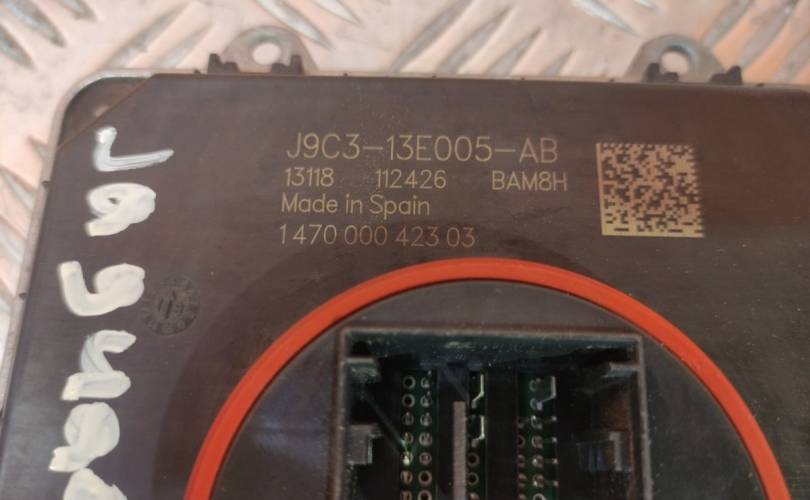 J9C3-13E005-AB
13118 112426 BAM8H
Made in Spain
1 470 000 423 03